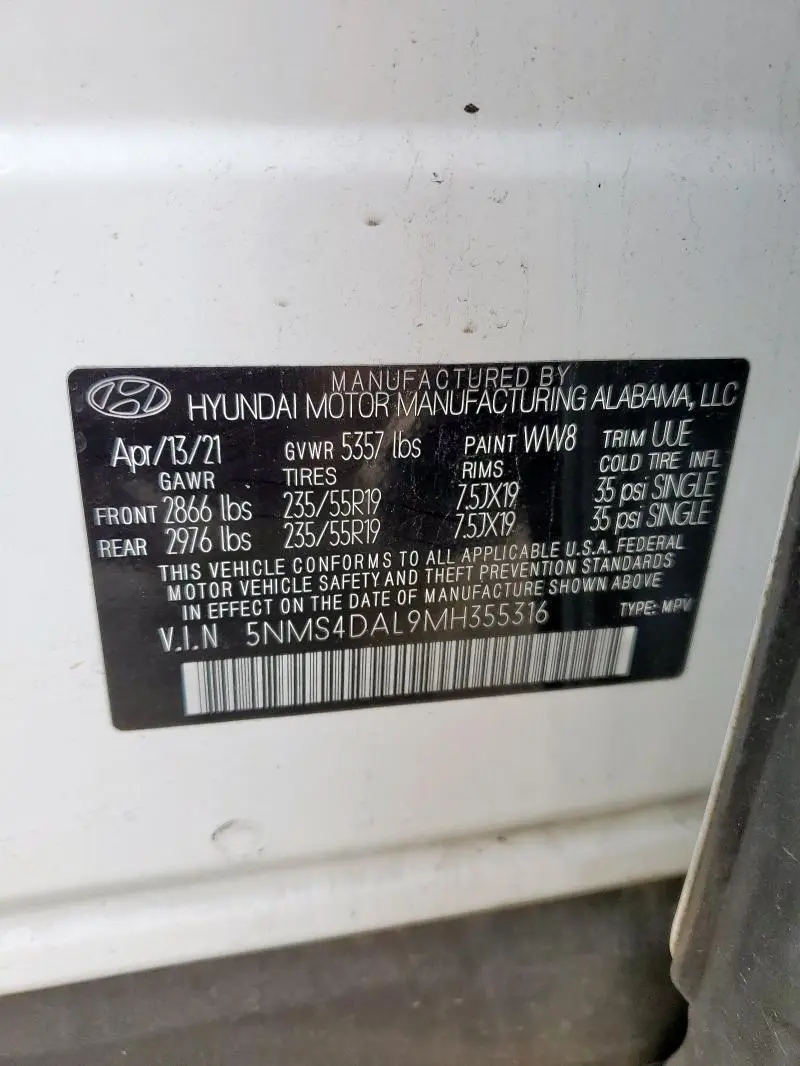 MANUFACTURED BY
HYUNDAI MOTOR MANUFACTURING ALABAMA, LLC
Apr/13/21 GVWR 5357 lbs PAINT WW8 TRIM UUE
GAWR TIRES RIMS COLD TIRE INFL
FRONT 2866 lbs 235/55R19 7.5JX19 35 psi SINGLE
REAR 2976 lbs 235/55R19 7.5JX19 35 psi SINGLE
THIS VEHICLE CONFORMS TO ALL APPLICABLE U.S.A. FEDERAL
MOTOR VEHICLE SAFETY AND THEFT PREVENTION STANDARDS
IN EFFECT ON THE DATE OF MANUFACTURE SHOWN ABOVE
V.I.N 5NMS4DAL9MH355316 TYPE: MPV